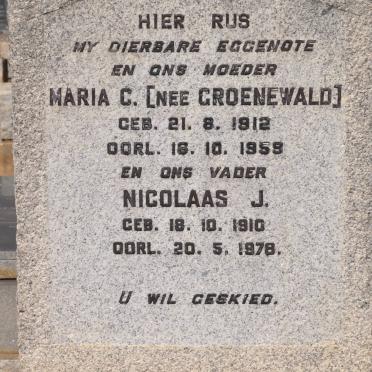 HIER RUS
MY DIERBARE EGGENOTE
EN ONS MOEDER
MARIA C. [NEE GROENEWALD]
GEB. 21. 8. 1912
OORL. 16. 10. 1959
EN ONS VADER
NICOLAAS J.
GEB. 18. 10. 1910
OORL. 20. 5. 1978.
U WIL GESKIED.